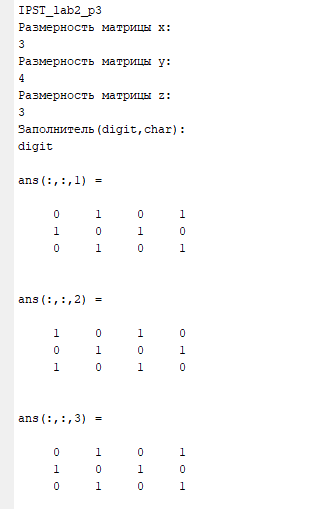 IPST_lab2_p3
Размерность матрицы x:
3
Размерность матрицы y:
4
Размерность матрицы z:
3
Заполнитель(digit,char):
digit
ans(:,:,1) =
0 1 0 1
1 0 1 0
0 1 0 1
ans(:,:,2) =
1 0 1 0
0 1 0 1
1 0 1 0
ans(:,:,3) =
0 1 0 1
1 0 1 0
0 1 0 1